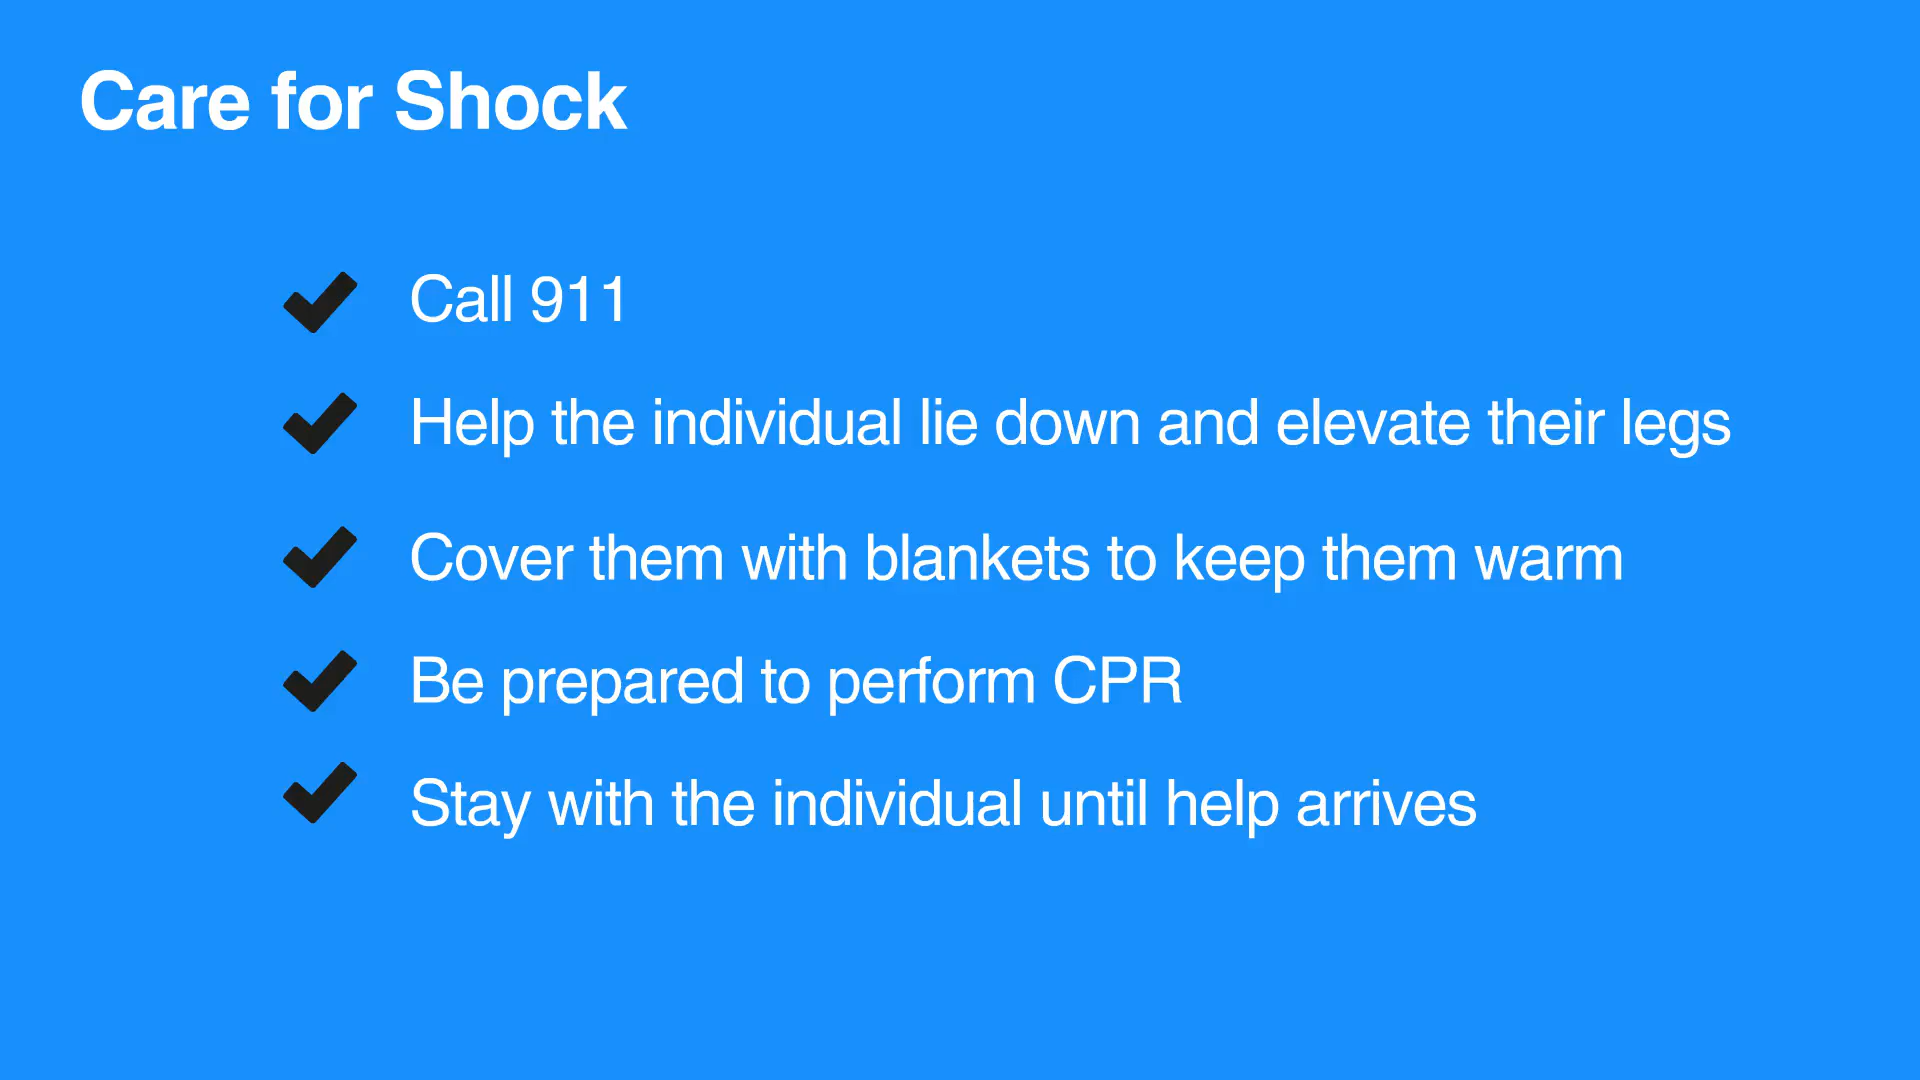 Care for Shock
Call 911
Help the individual lie down and elevate their legs
Cover them with blankets to keep them warm
Be prepared to perform CPR
Stay with the individual until help arrives